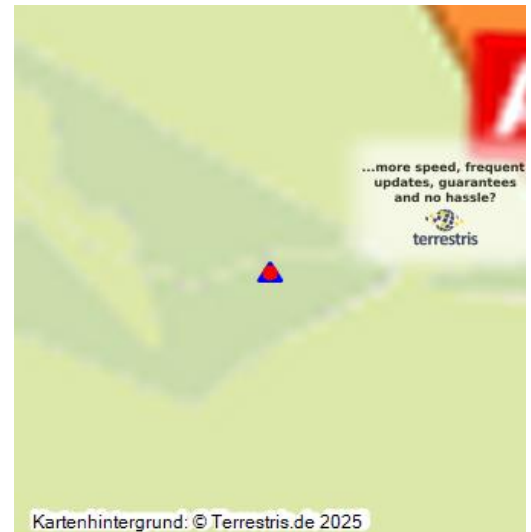 ...more speed, frequent
updates, guarantees
and no hassle?
terrestris
Kartenhintergrund: © Terrestris.de 2025